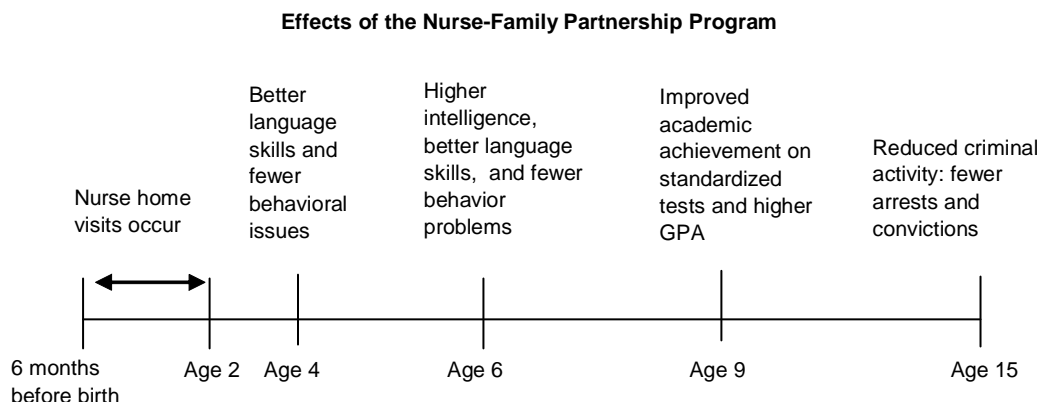 Effects of the Nurse-Family Partnership Program
Nurse home
visits occur
Better
language
skills and
fewer
behavioral
issues
Higher
intelligence,
better language
skills,  and fewer
behavior
problems
Improved
academic
achievement on
standardized
tests and higher
GPA
Reduced criminal
activity: fewer
arrests and
convictions
6 months
before birth
Age 2
Age 4
Age 6
Age 9
Age 15